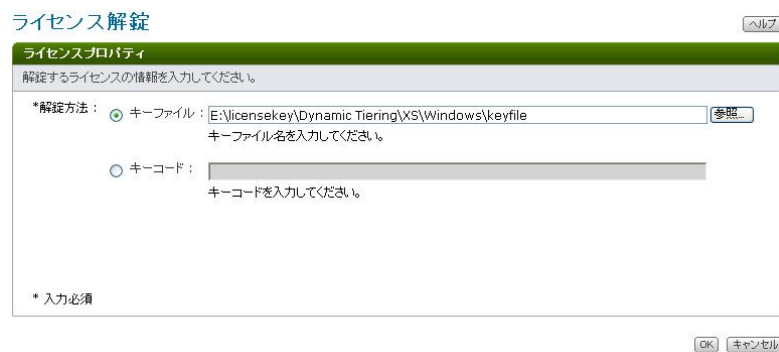 ライセンス解錠
ヘルプ
ライセンスプロパティ
解錠するライセンスの情報を入力してください。
*解錠方法： キーファイル： E:\licensekey\Dynamic Tiering\XS\Windows\keyfile 参照...
キーファイル名を入力してください。
キーコード：
キーコードを入力してください。
* 入力必須
OK キャンセル